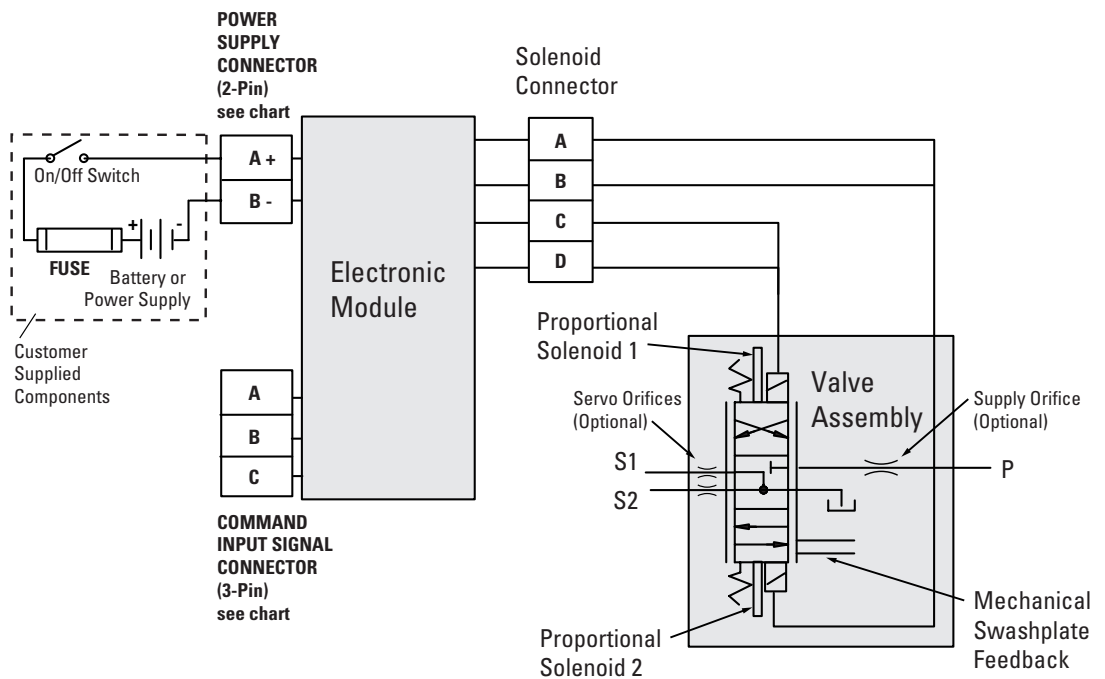 POWER
SUPPLY
CONNECTOR
(2-Pin)
see chart
Solenoid
Connector
On/Off Switch
A +
B -
+
-
FUSE
Battery or
Power Supply
Customer
Supplied
Components
Electronic
Module
A
B
C
D
A
B
C
COMMAND
INPUT SIGNAL
CONNECTOR
(3-Pin)
see chart
Proportional
Solenoid 1
Servo Orifices
(Optional)
Valve
Assembly
Supply Orifice
(Optional)
S1
S2
P
Proportional
Solenoid 2
Mechanical
Swashplate
Feedback